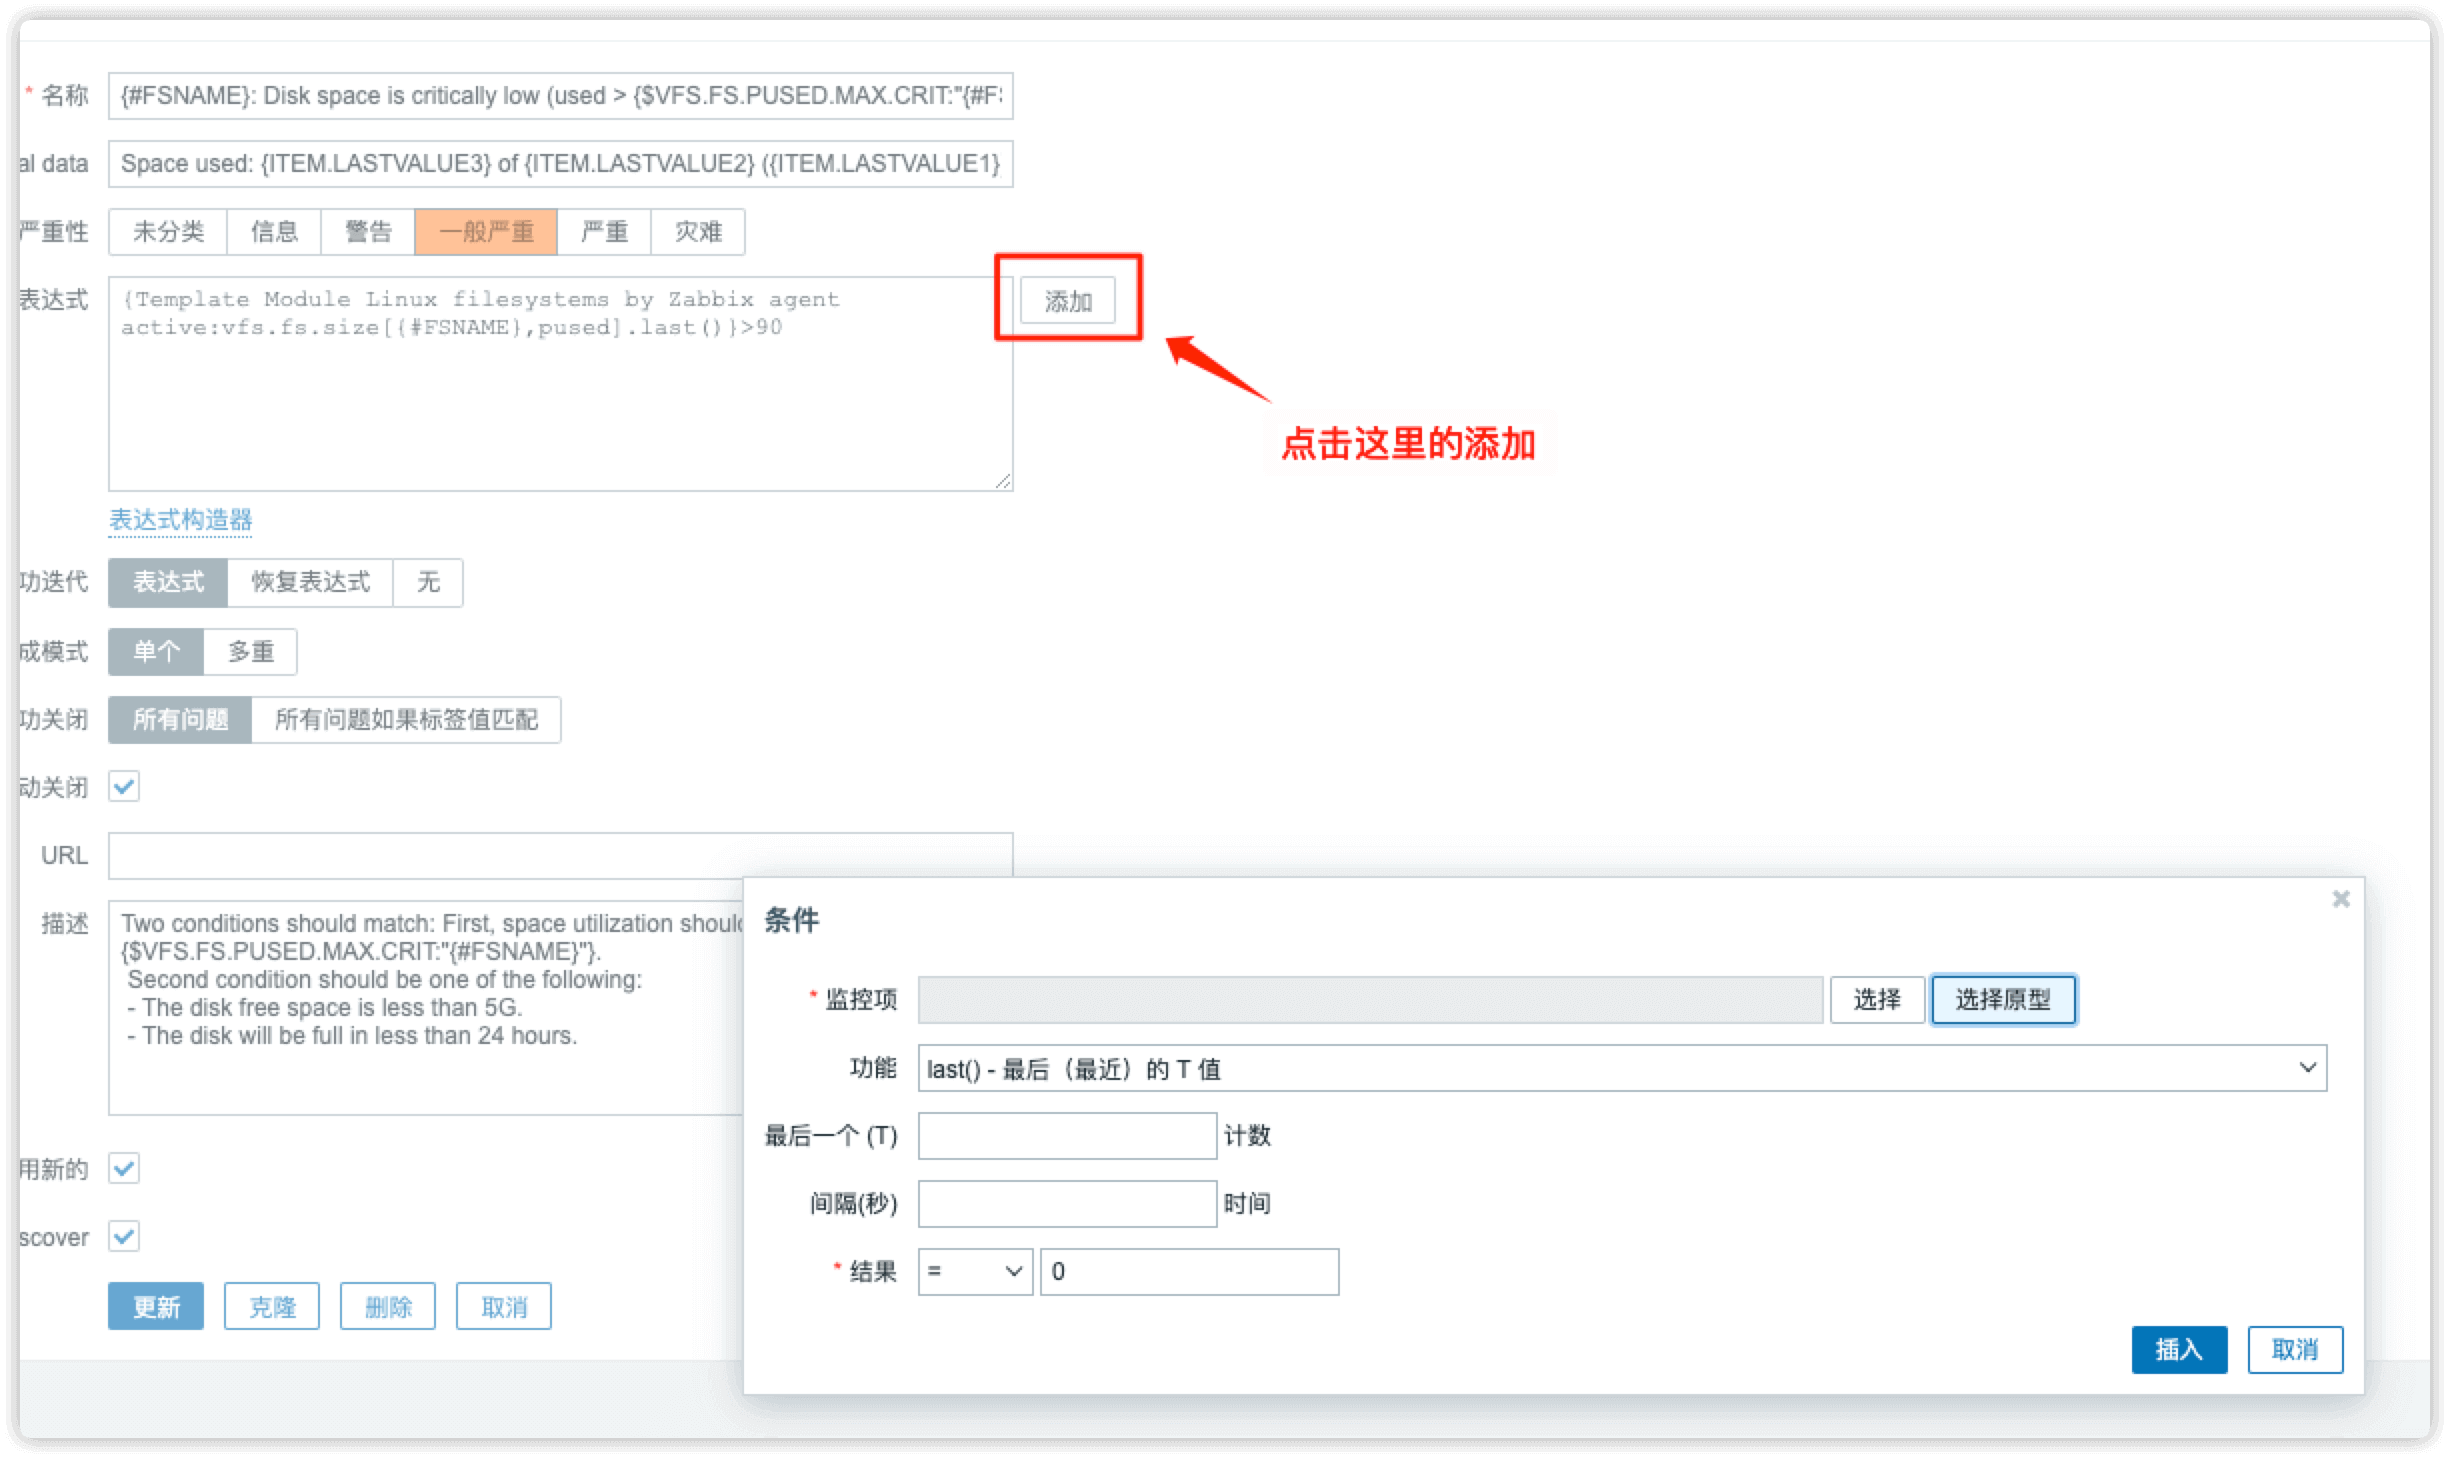 * 名称 {#FSNAME}: Disk space is critically low (used > {$VFS.FS.PUSED.MAX.CRIT:"{#FS
al data Space used: {ITEM.LASTVALUE3} of {ITEM.LASTVALUE2} ({ITEM.LASTVALUE1}
严重性 未分类 信息 警告 一般严重 严重 灾难
表达式 {Template Module Linux filesystems by Zabbix agent
active:vfs.fs.size[{#FSNAME},pused].last()}>90
添加
点击这里的添加
表达式构造器
功迭代 表达式 恢复表达式 无
成模式 单个 多重
功关闭 所有问题 所有问题如果标签值匹配
动关闭
URL
描述 Two conditions should match: First, space utilization should
{$VFS.FS.PUSED.MAX.CRIT:"{#FSNAME}"}.
Second condition should be one of the following:
- The disk free space is less than 5G.
- The disk will be full in less than 24 hours.
用新的
scover
更新 克隆 删除 取消
条件
* 监控项 选择 选择原型
功能 last() - 最后（最近）的 T 值
最后一个 (T) 计数
间隔(秒) 时间
* 结果 = 0
插入 取消